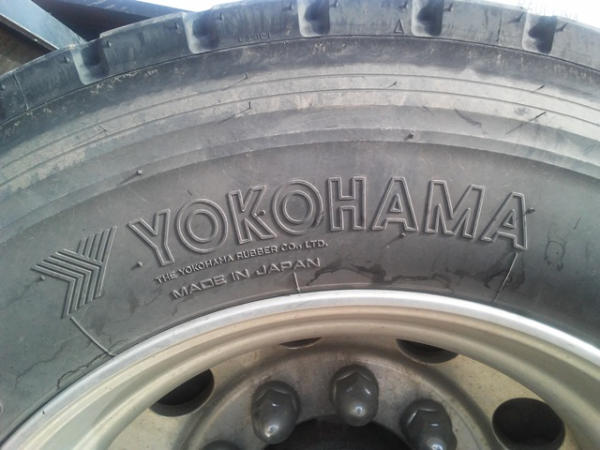 YOKOHAMA
THE YOKOHAMA RUBBER CO., LTD.
MADE IN JAPAN